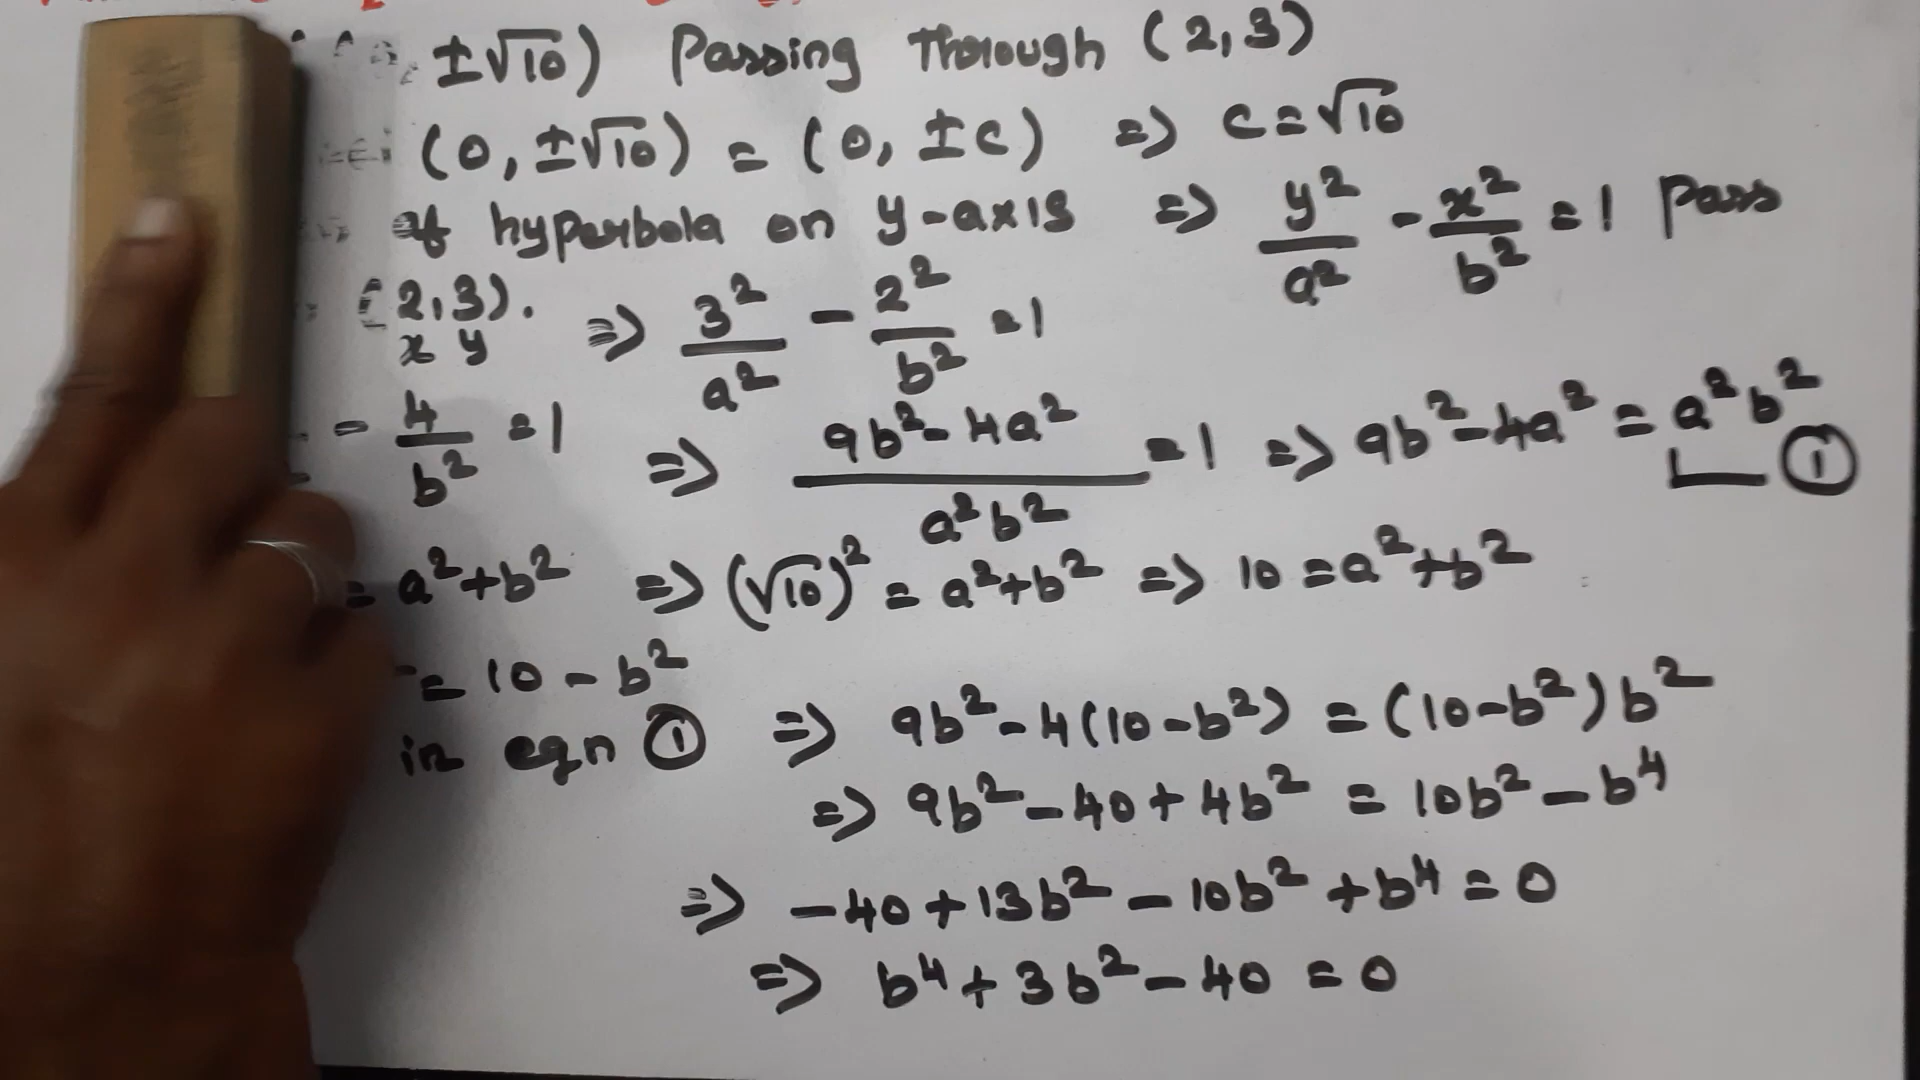 ±√10) Passing Thorough (2,3)
(0, ±√10) = (0, ±c) => c=√10
of hyperbola on y-axis => y²/a² - x²/b² = 1 Pass
(2,3). => 3²/a² - 2²/b² = 1
x y
- 4/b² = 1 => (9b²-4a²)/(a²b²) = 1 => 9b²-4a² = a²b² ①
= a²+b² => (√10)² = a²+b² => 10 = a²+b²
= 10 - b²
in eqn ① => 9b²-4(10-b²) = (10-b²)b²
=> 9b²-40+4b² = 10b²-b⁴
=> -40+13b²-10b²+b⁴=0
=> b⁴+3b²-40=0